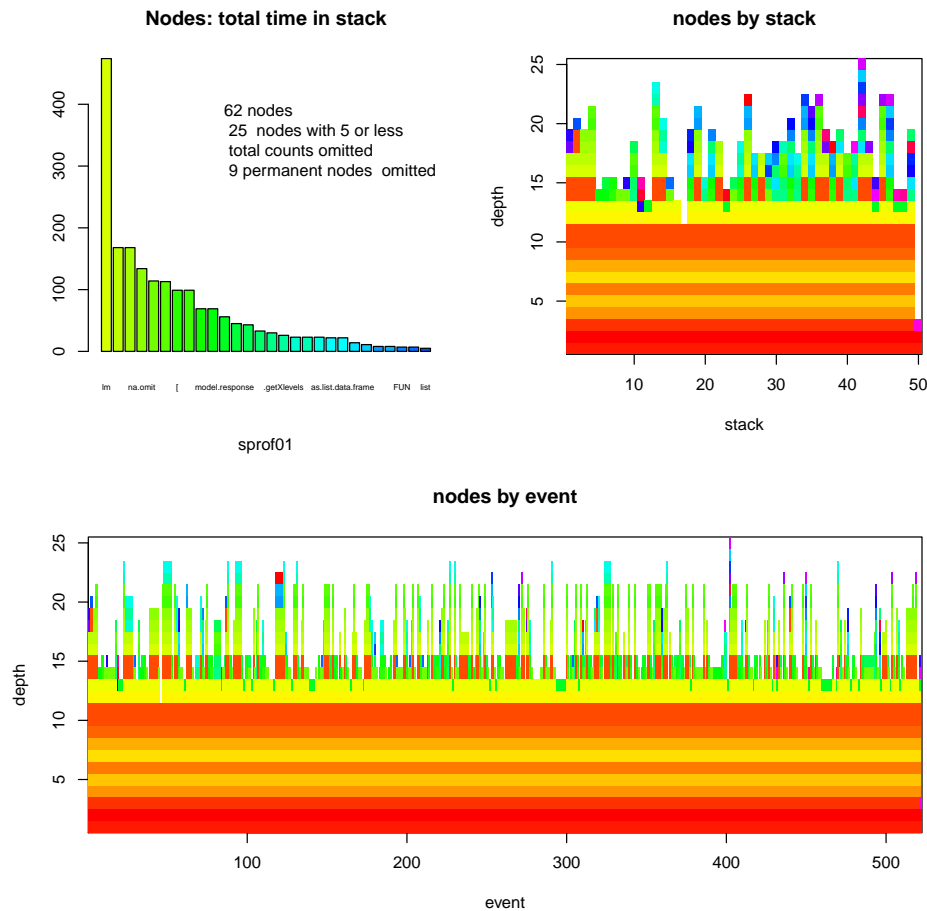 Nodes: total time in stack
0
100
200
300
400
62 nodes
25 nodes with 5 or less
total counts omitted
9 permanent nodes omitted
lm na.omit [ model.response .getXlevels as.list.data.frame FUN list
sprof01
nodes by stack
depth
5
10
15
20
25
10 20 30 40 50
stack
nodes by event
depth
5
10
15
20
25
100 200 300 400 500
event